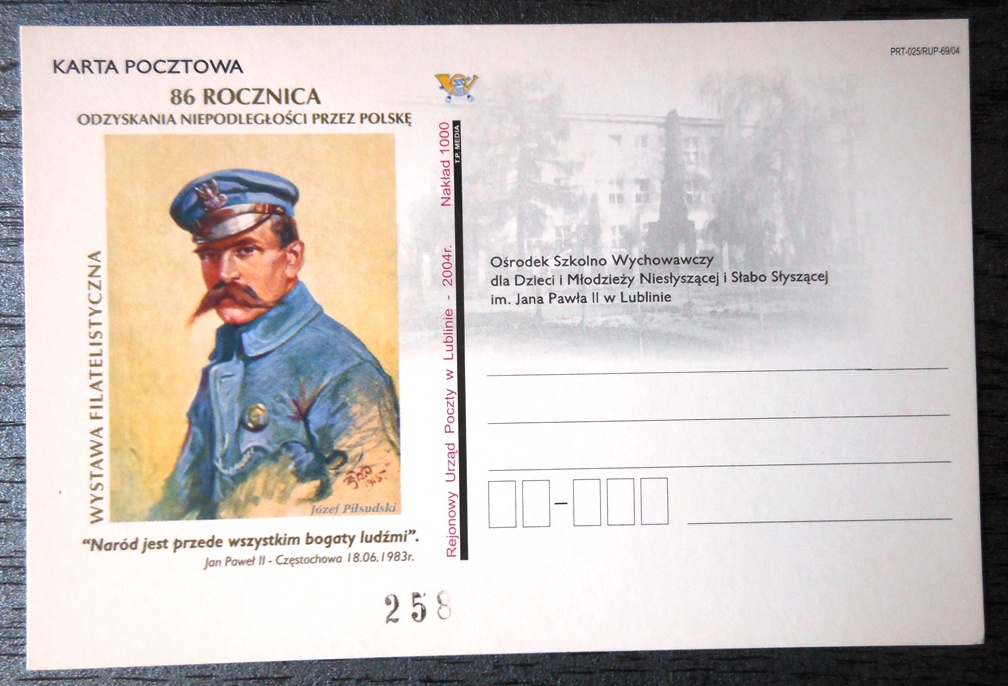 KARTA POCZTOWA
86 ROCZNICA
ODZYSKANIA NIEPODLEGŁOŚCI PRZEZ POLSKĘ
WYSTAWA FILATELISTYCZNA
Józef Piłsudski
“Naród jest przede wszystkim bogaty ludźmi”.
Jan Paweł II - Częstochowa 18.06.1983r.
258
Rejonowy Urząd Poczty w Lublinie - 2004r. Nakład 1000
T.P. MEDIA
PRT-025/RUP-69/04
Ośrodek Szkolno Wychowawczy
dla Dzieci i Młodzieży Niesłyszącej i Słabo Słyszącej
im. Jana Pawła II w Lublinie